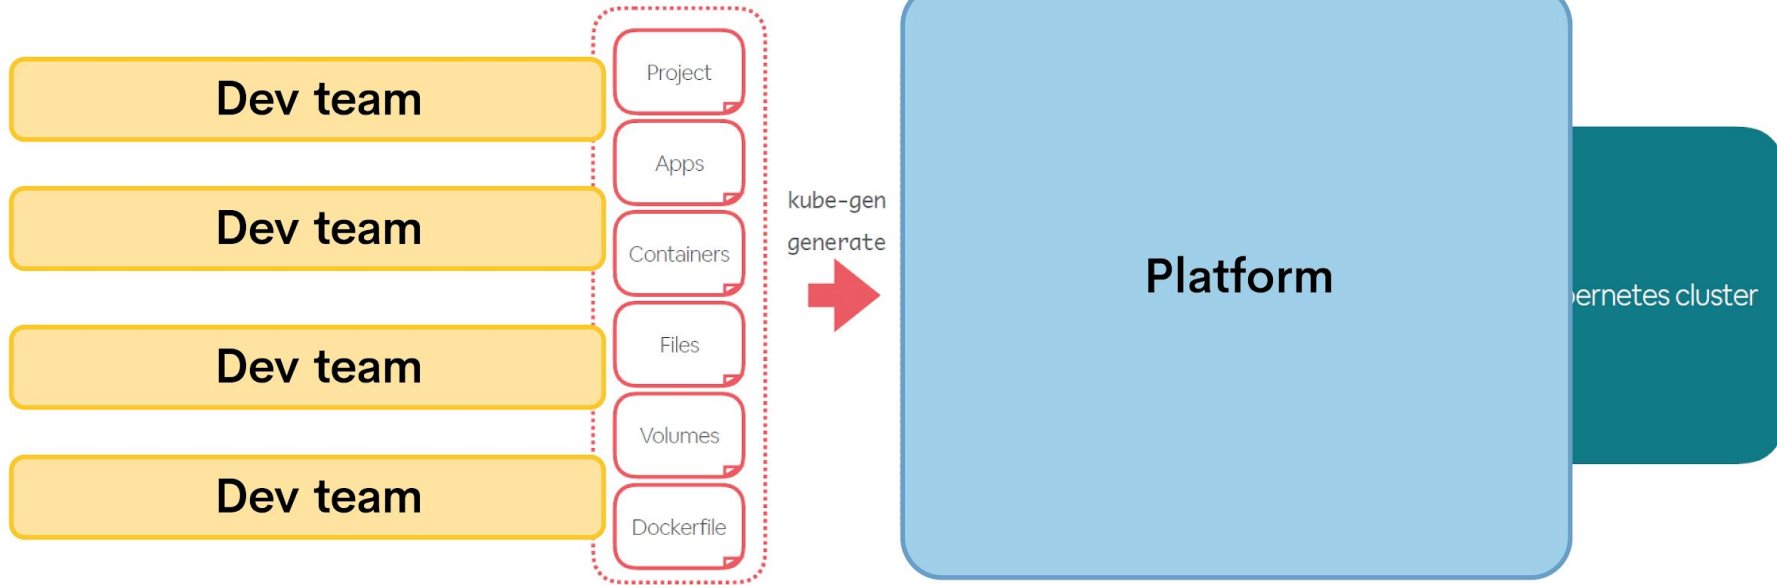 Dev team
Dev team
Dev team
Dev team
Project
Apps
Containers
Files
Volumes
Dockerfile
kube-gen
generate
Platform
bernetes cluster